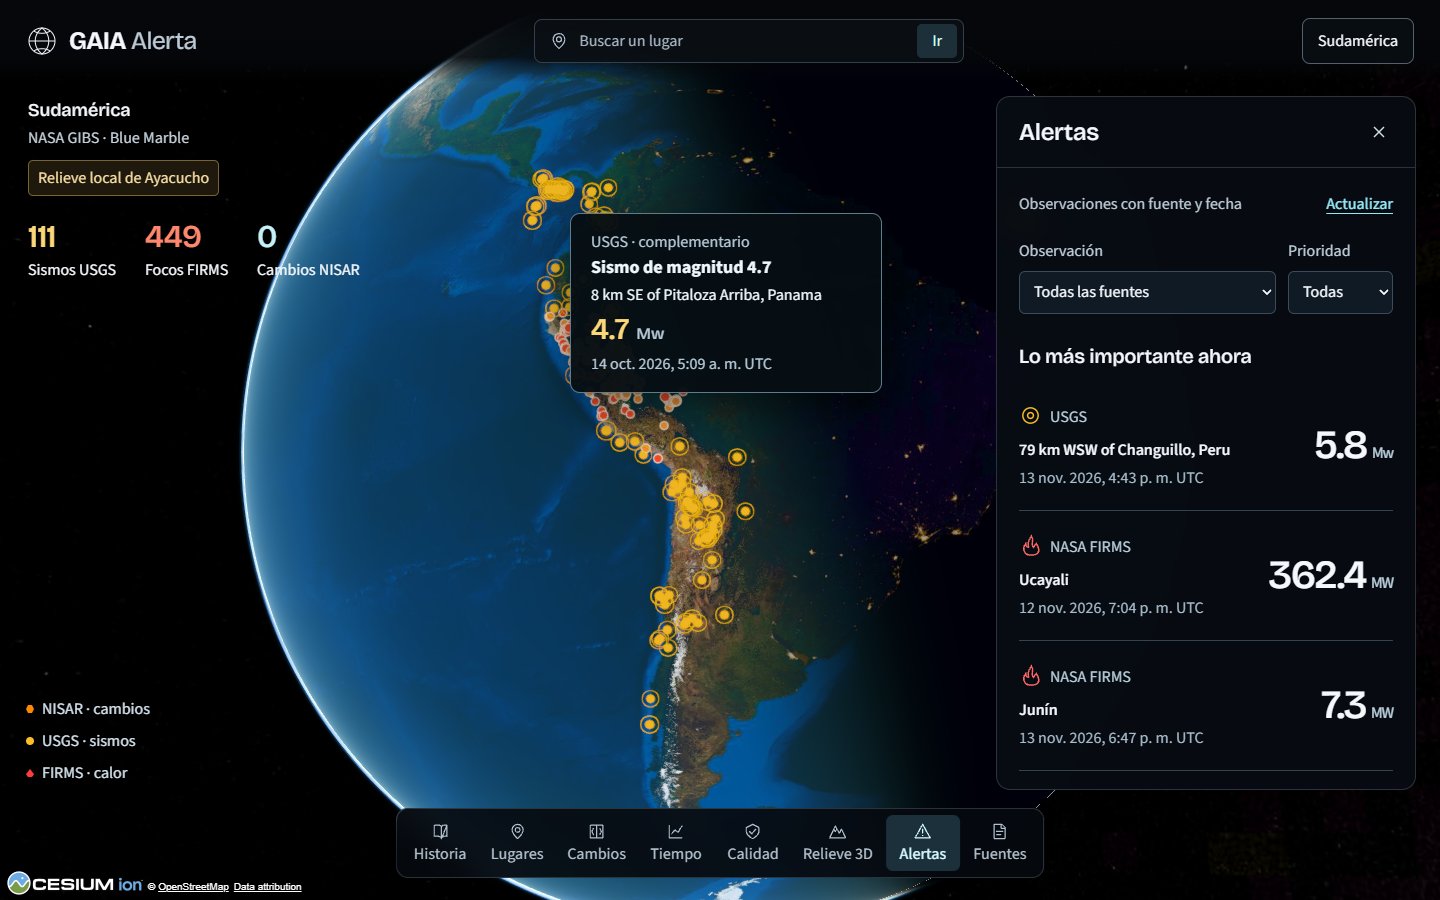 GAIA Alerta
Buscar un lugar
Ir
Sudamérica
Sudamérica
NASA GIBS · Blue Marble
Relieve local de Ayacucho
111
Sismos USGS
449
Focos FIRMS
0
Cambios NISAR
USGS · complementario
Sismo de magnitud 4.7
8 km SE of Pitaloza Arriba, Panama
4.7 Mw
14 oct. 2026, 5:09 a. m. UTC
Alertas
Observaciones con fuente y fecha
Actualizar
Observación
Prioridad
Todas las fuentes
Todas
Lo más importante ahora
USGS
79 km WSW of Changuillo, Peru
5.8 Mw
13 nov. 2026, 4:43 p. m. UTC
NASA FIRMS
Ucayali
362.4 MW
12 nov. 2026, 7:04 p. m. UTC
NASA FIRMS
Junín
7.3 MW
13 nov. 2026, 6:47 p. m. UTC
NISAR · cambios
USGS · sismos
FIRMS · calor
Historia
Lugares
Cambios
Tiempo
Calidad
Relieve 3D
Alertas
Fuentes
CESIUM ion
© OpenStreetMap Data attribution